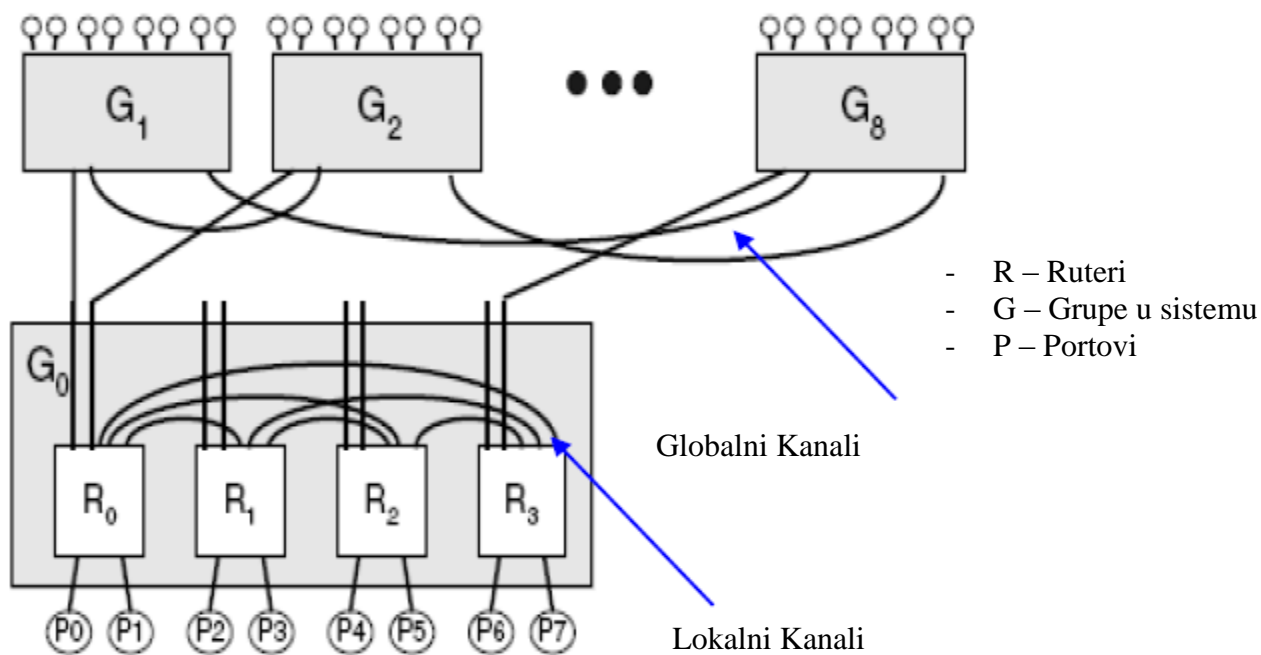 G1
G2
G8
- R – Ruteri
- G – Grupe u sistemu
- P – Portovi
G0
Globalni Kanali
R0
R1
R2
R3
P0
P1
P2
P3
P4
P5
P6
P7
Lokalni Kanali